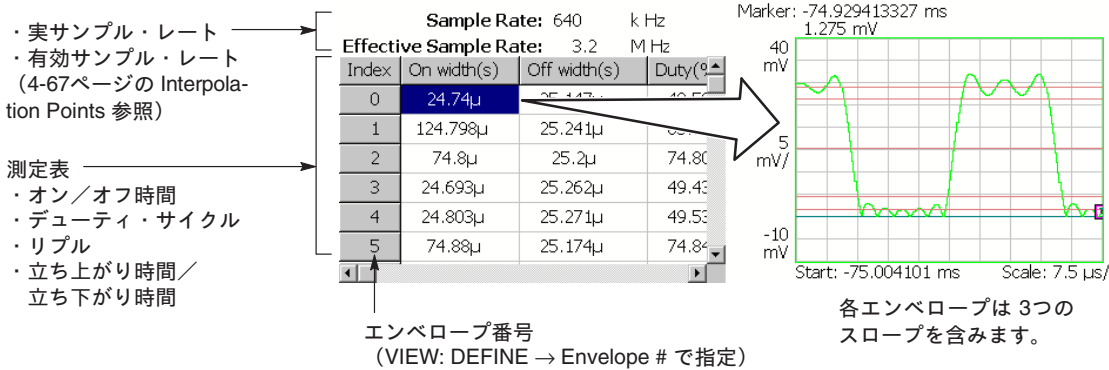 ・実サンプル・レート
・有効サンプル・レート
（4-67ページの Interpola-
tion Points 参照）
測定表
・オン／オフ時間
・デューティ・サイクル
・リプル
・立ち上がり時間／
立ち下がり時間
Sample Rate: 640 k Hz
Effective Sample Rate: 3.2 M Hz
Index On width(s) Off width(s) Duty(%
0 24.74μ
1 124.798μ 25.241μ
2 74.8μ 25.2μ 74.80
3 24.693μ 25.262μ 49.43
4 24.803μ 25.271μ 49.53
5 74.88μ 25.174μ 74.84
エンベロープ番号
（VIEW: DEFINE → Envelope # で指定）
Marker: -74.929413327 ms
1.275 mV
40
mV
5
mV/
-10
mV
Start: -75.004101 ms Scale: 7.5 μs/
各エンベロープは 3つの
スロープを含みます。